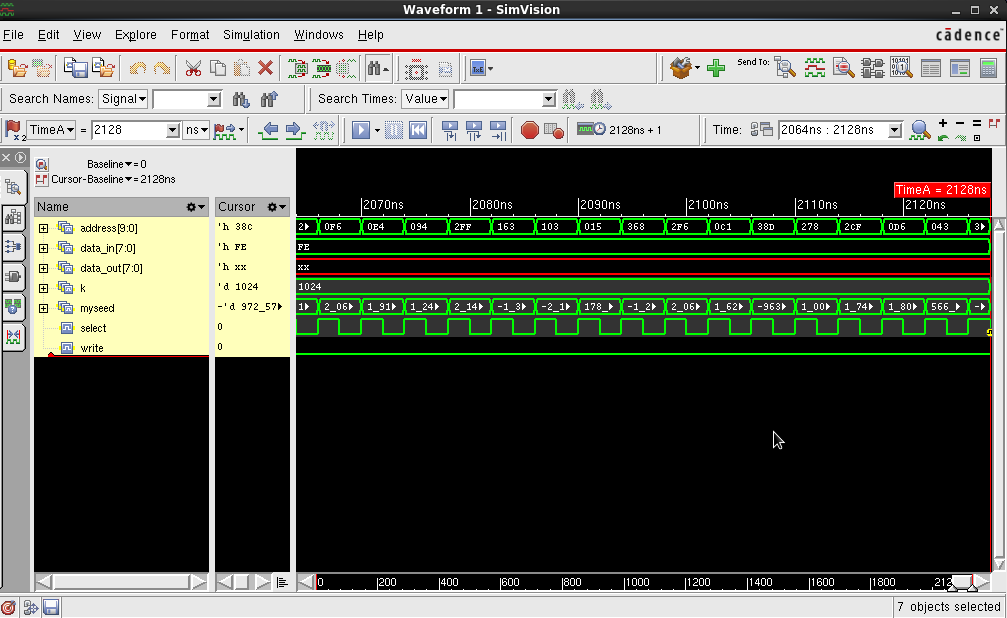 Waveform 1 - SimVision
File Edit View Explore Format Simulation Windows Help cādence
Send To:
Search Names: Signal Search Times: Value
x2 TimeA = 2128 ns 2128ns + 1 Time: 2064ns : 2128ns
Baseline = 0
Cursor-Baseline = 2128ns
TimeA = 2128ns
Name Cursor 2070ns 2080ns 2090ns 2100ns 2110ns 2120ns
address[9:0] 'h 38C 2 0F6 0E4 094 2FF 163 103 015 368 2F6 0C1 38D 278 2CF 0D6 043 3
data_in[7:0] 'h FE FE
data_out[7:0] 'h xx xx
k 'd 1024 1024
myseed -'d 972_57 1 2_06 1_91 1_24 2_14 -1_3 -2_1 178_ -1_2 2_06 1_62 -963 1_00 1_74 1_80 566_ -
select 0
write 0
0 200 400 600 800 1000 1200 1400 1600 1800 212
7 objects selected